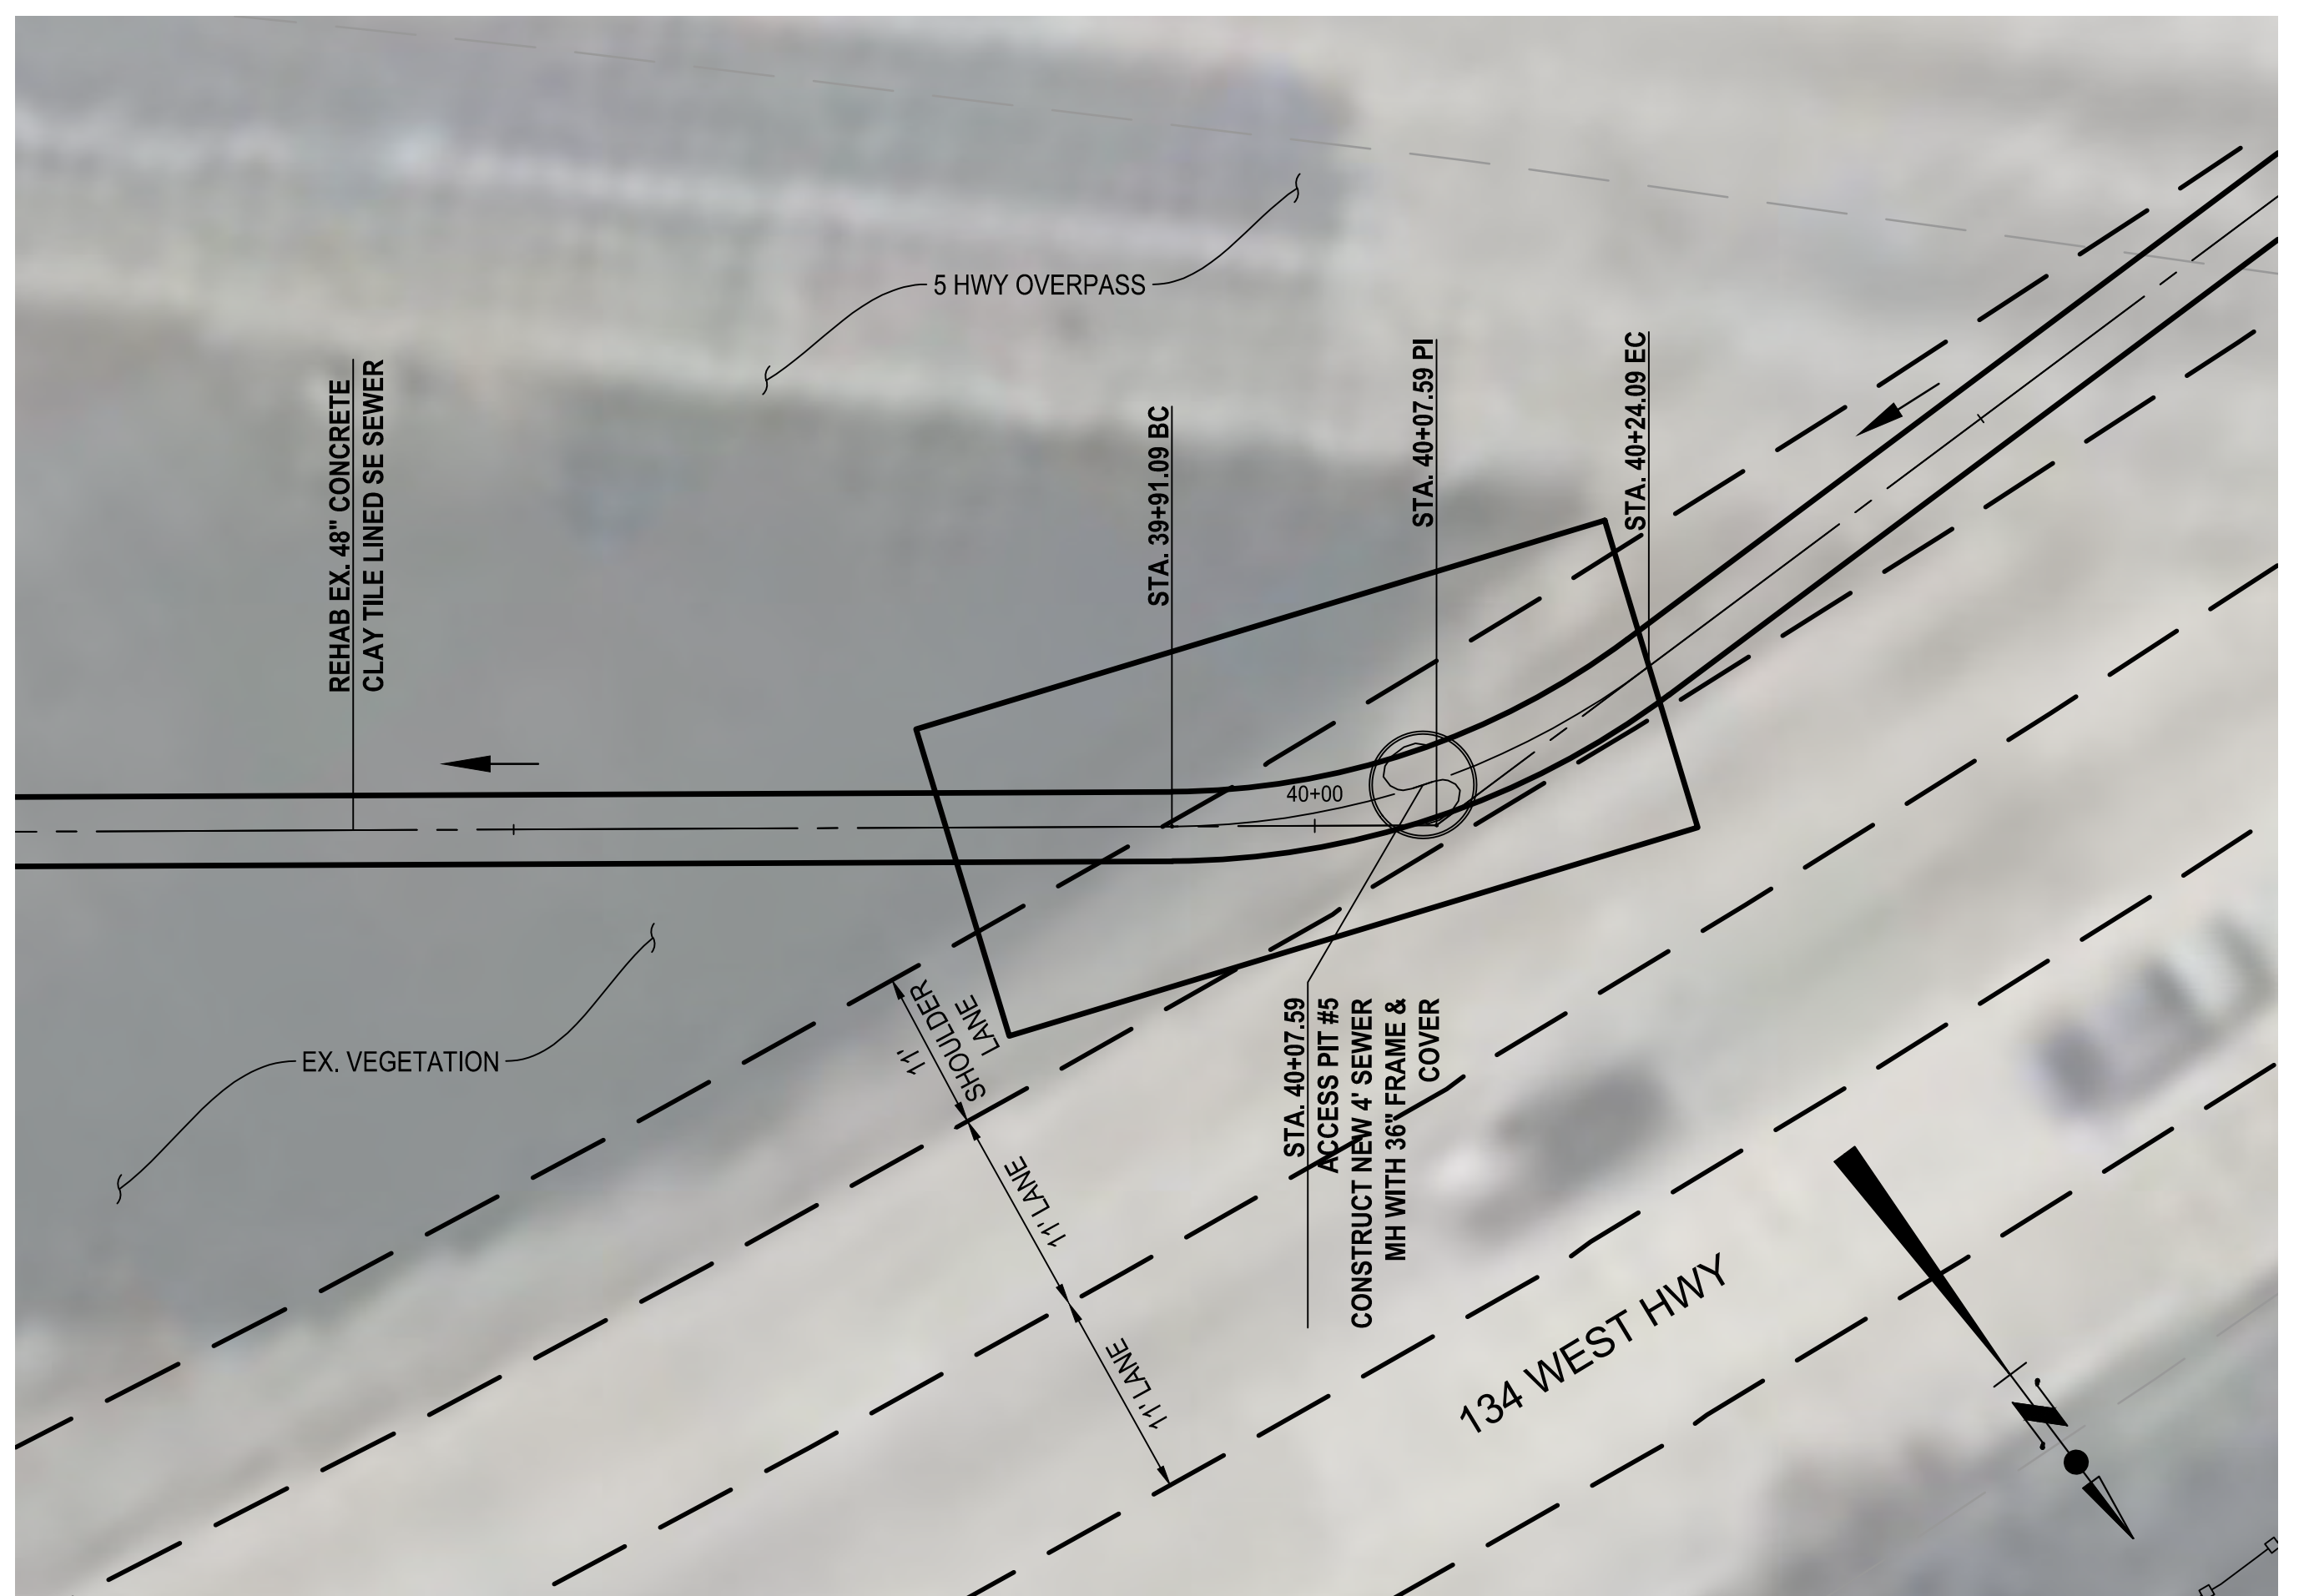 5 HWY OVERPASS
REHAB EX. 48" CONCRETE
CLAY TILE LINED SE SEWER
STA. 39+91.09 BC
STA. 40+07.59 PI
STA. 40+24.09 EC
40+00
EX. VEGETATION
11'
SHOULDER
LANE
11' LANE
11' LANE
STA. 40+07.59
ACCESS PIT #5
CONSTRUCT NEW 4' SEWER
MH WITH 36" FRAME &
COVER
134 WEST HWY
N